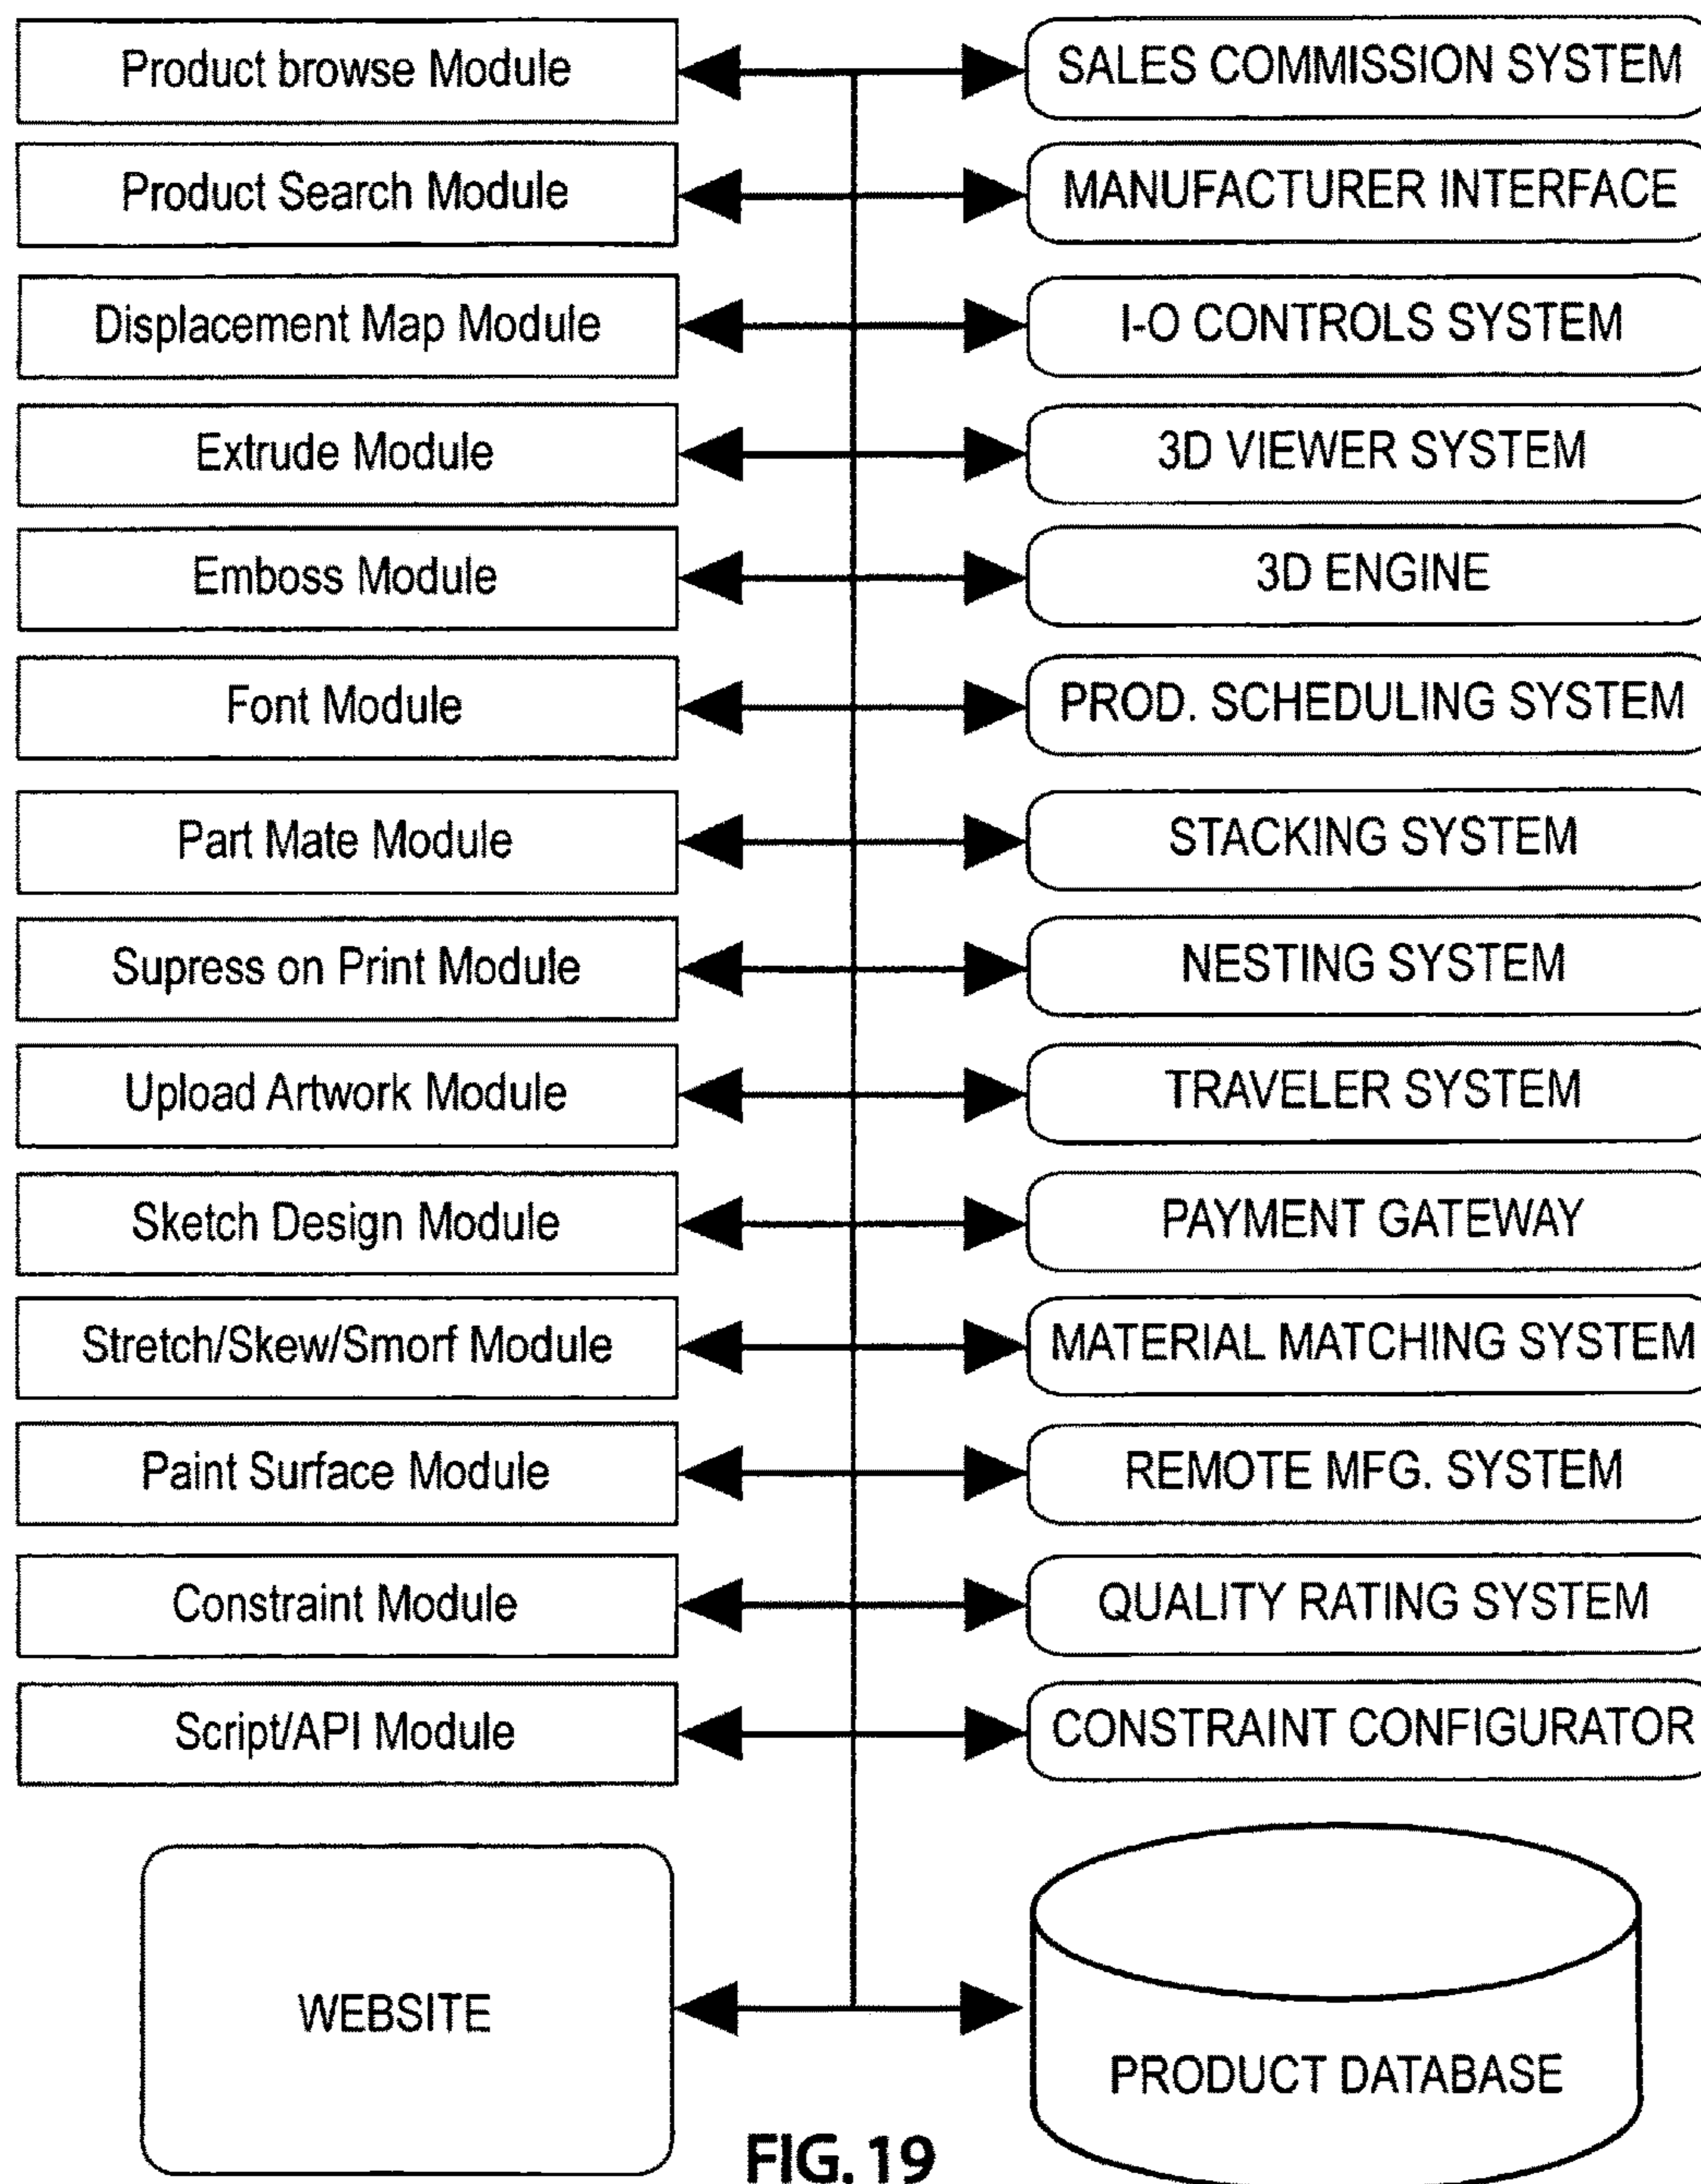 Product browse Module
SALES COMMISSION SYSTEM
Product Search Module
MANUFACTURER INTERFACE
Displacement Map Module
I-O CONTROLS SYSTEM
Extrude Module
3D VIEWER SYSTEM
Emboss Module
3D ENGINE
Font Module
PROD. SCHEDULING SYSTEM
Part Mate Module
STACKING SYSTEM
Supress on Print Module
NESTING SYSTEM
Upload Artwork Module
TRAVELER SYSTEM
Sketch Design Module
PAYMENT GATEWAY
Stretch/Skew/Smorf Module
MATERIAL MATCHING SYSTEM
Paint Surface Module
REMOTE MFG. SYSTEM
Constraint Module
QUALITY RATING SYSTEM
Script/API Module
CONSTRAINT CONFIGURATOR
WEBSITE
PRODUCT DATABASE
FIG. 19